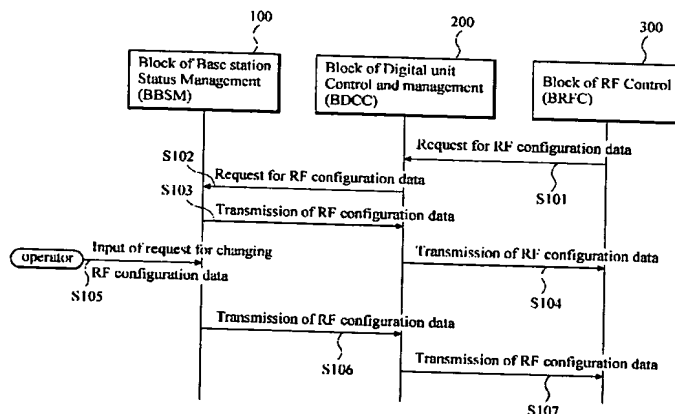 100
200
300
Block of Base station
Status Management
(BBSM)
Block of Digital unit
Control and management
(BDCC)
Block of RF Control
(BRFC)
Request for RF configuration data
S101
S102
Request for RF configuration data
S103
Transmission of RF configuration data
operator
Input of request for changing
RF configuration data
S105
Transmission of RF configuration data
S104
Transmission of RF configuration data
S106
Transmission of RF configuration data
S107